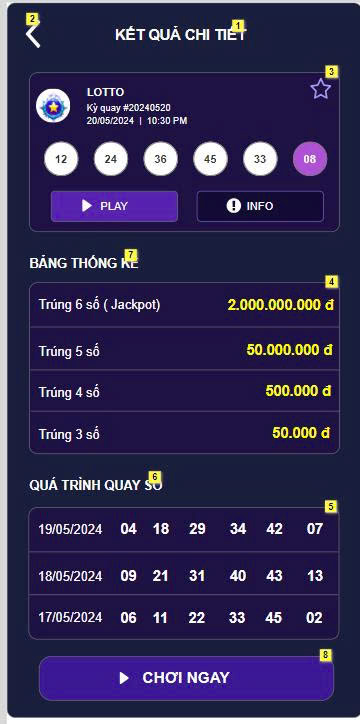 2 KẾT QUẢ CHI TIẾT 1
3
LOTTO
Kỳ quay #20240520
20/05/2024 | 10:30 PM
12 24 36 45 33 08
PLAY INFO
BẢNG THỐNG KÊ 7
4
Trúng 6 số ( Jackpot) 2.000.000.000 đ
Trúng 5 số 50.000.000 đ
Trúng 4 số 500.000 đ
Trúng 3 số 50.000 đ
QUÁ TRÌNH QUAY SỐ 6
5
19/05/2024 04 18 29 34 42 07
18/05/2024 09 21 31 40 43 13
17/05/2024 06 11 22 33 45 02
8
CHƠI NGAY